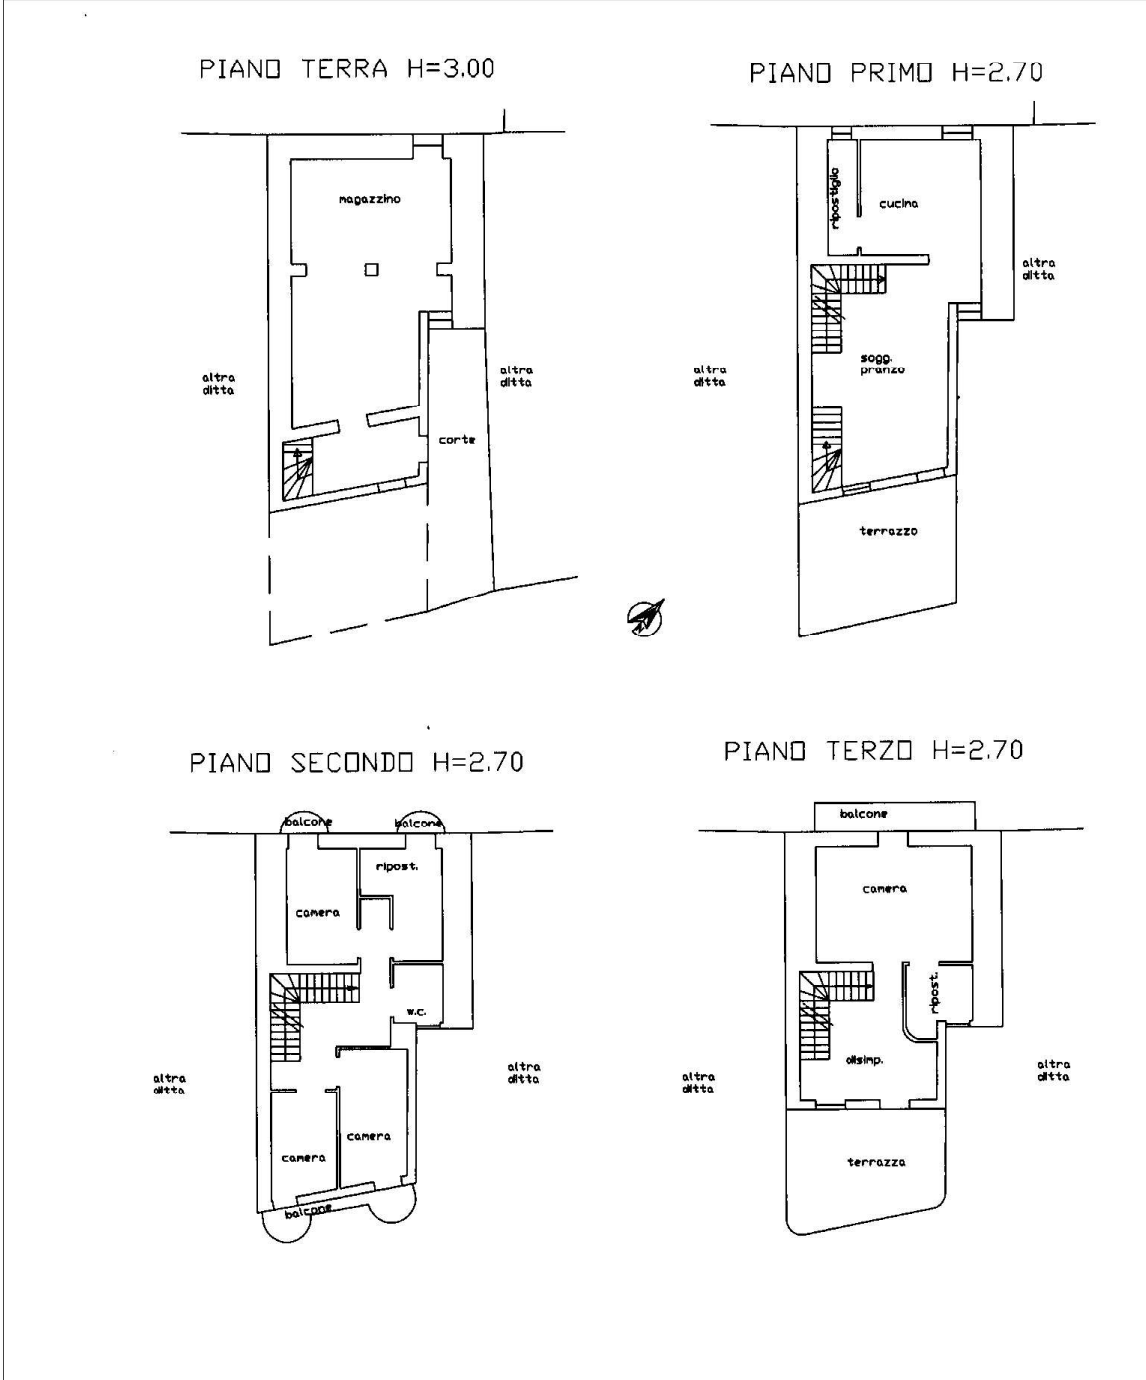 PIANO TERRA H=3.00
magazzino
altra
ditta
altra
ditta
corte
PIANO PRIMO H=2.70
ripostiglio
cucina
altra
ditta
sogg.
pranzo
altra
ditta
terrazzo
N
PIANO SECONDO H=2.70
balcone
balcone
ripost.
camera
w.c.
altra
ditta
altra
ditta
camera
camera
balcone
PIANO TERZO H=2.70
balcone
camera
ripost.
disimp.
altra
ditta
altra
ditta
terrazza